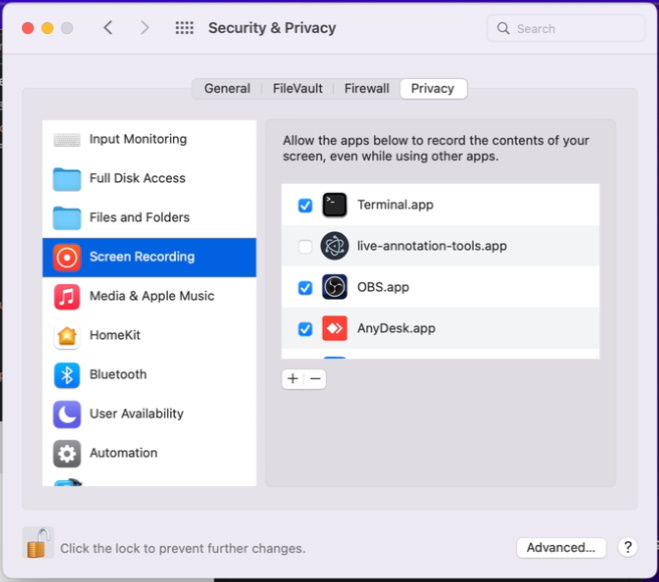 Security & Privacy
Search
General
FileVault
Firewall
Privacy
Input Monitoring
Full Disk Access
Files and Folders
Screen Recording
Media & Apple Music
HomeKit
Bluetooth
User Availability
Automation
Allow the apps below to record the contents of your
screen, even while using other apps.
Terminal.app
live-annotation-tools.app
OBS.app
AnyDesk.app
Click the lock to prevent further changes.
Advanced...
?